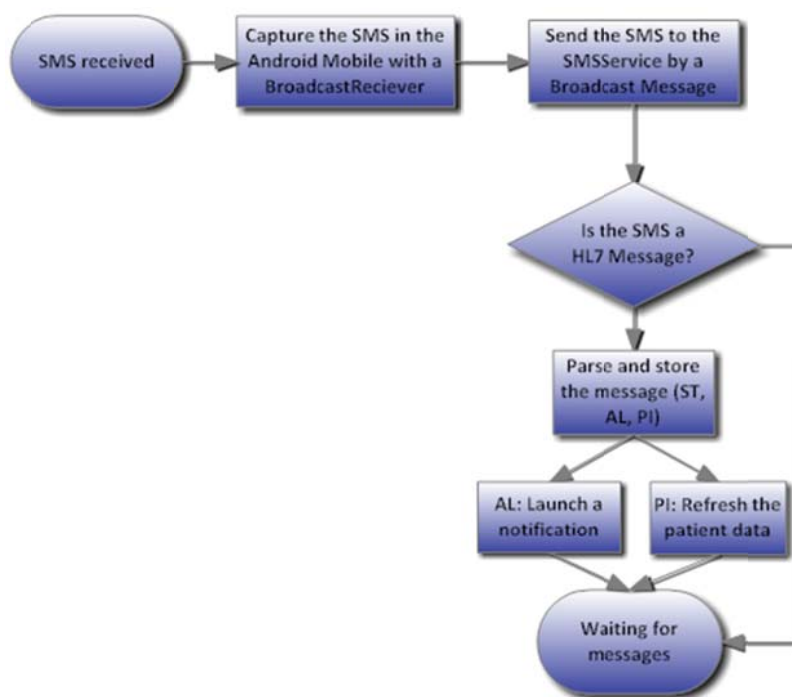 SMS received
Capture the SMS in the
Android Mobile with a
BroadcastReciever
Send the SMS to the
SMSService by a
Broadcast Message
Is the SMS a
HL7 Message?
Parse and store
the message (ST,
AL, PI)
AL: Launch a
notification
PI: Refresh the
patient data
Waiting for
messages